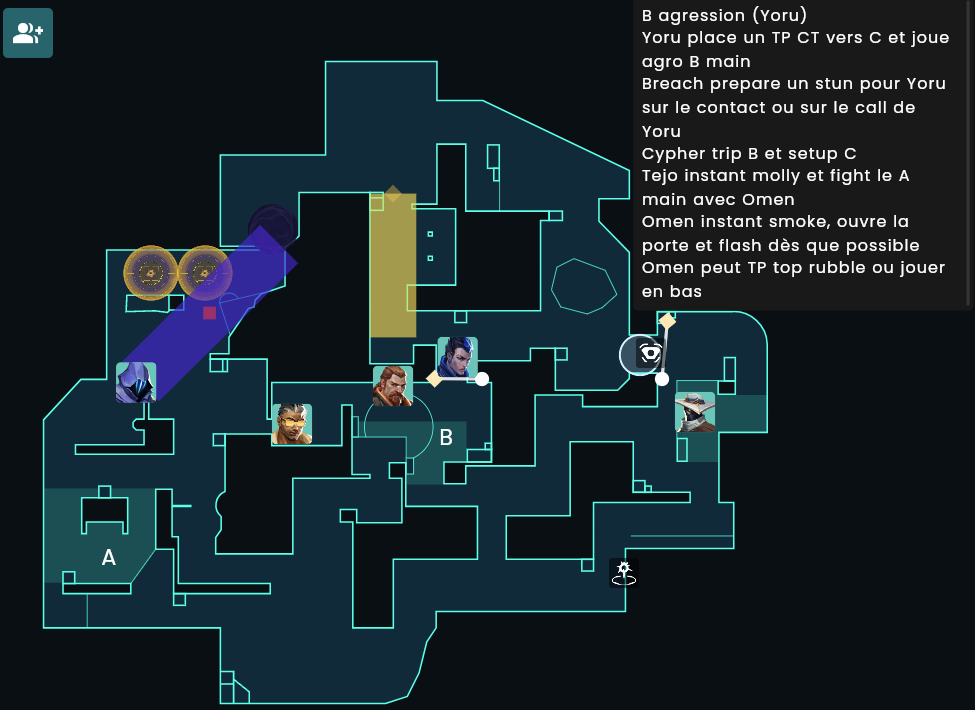 B agression (Yoru)
Yoru place un TP CT vers C et joue
agro B main
Breach prepare un stun pour Yoru
sur le contact ou sur le call de
Yoru
Cypher trip B et setup C
Tejo instant molly et fight le A
main avec Omen
Omen instant smoke, ouvre la
porte et flash dès que possible
Omen peut TP top rubble ou jouer
en bas
B
A